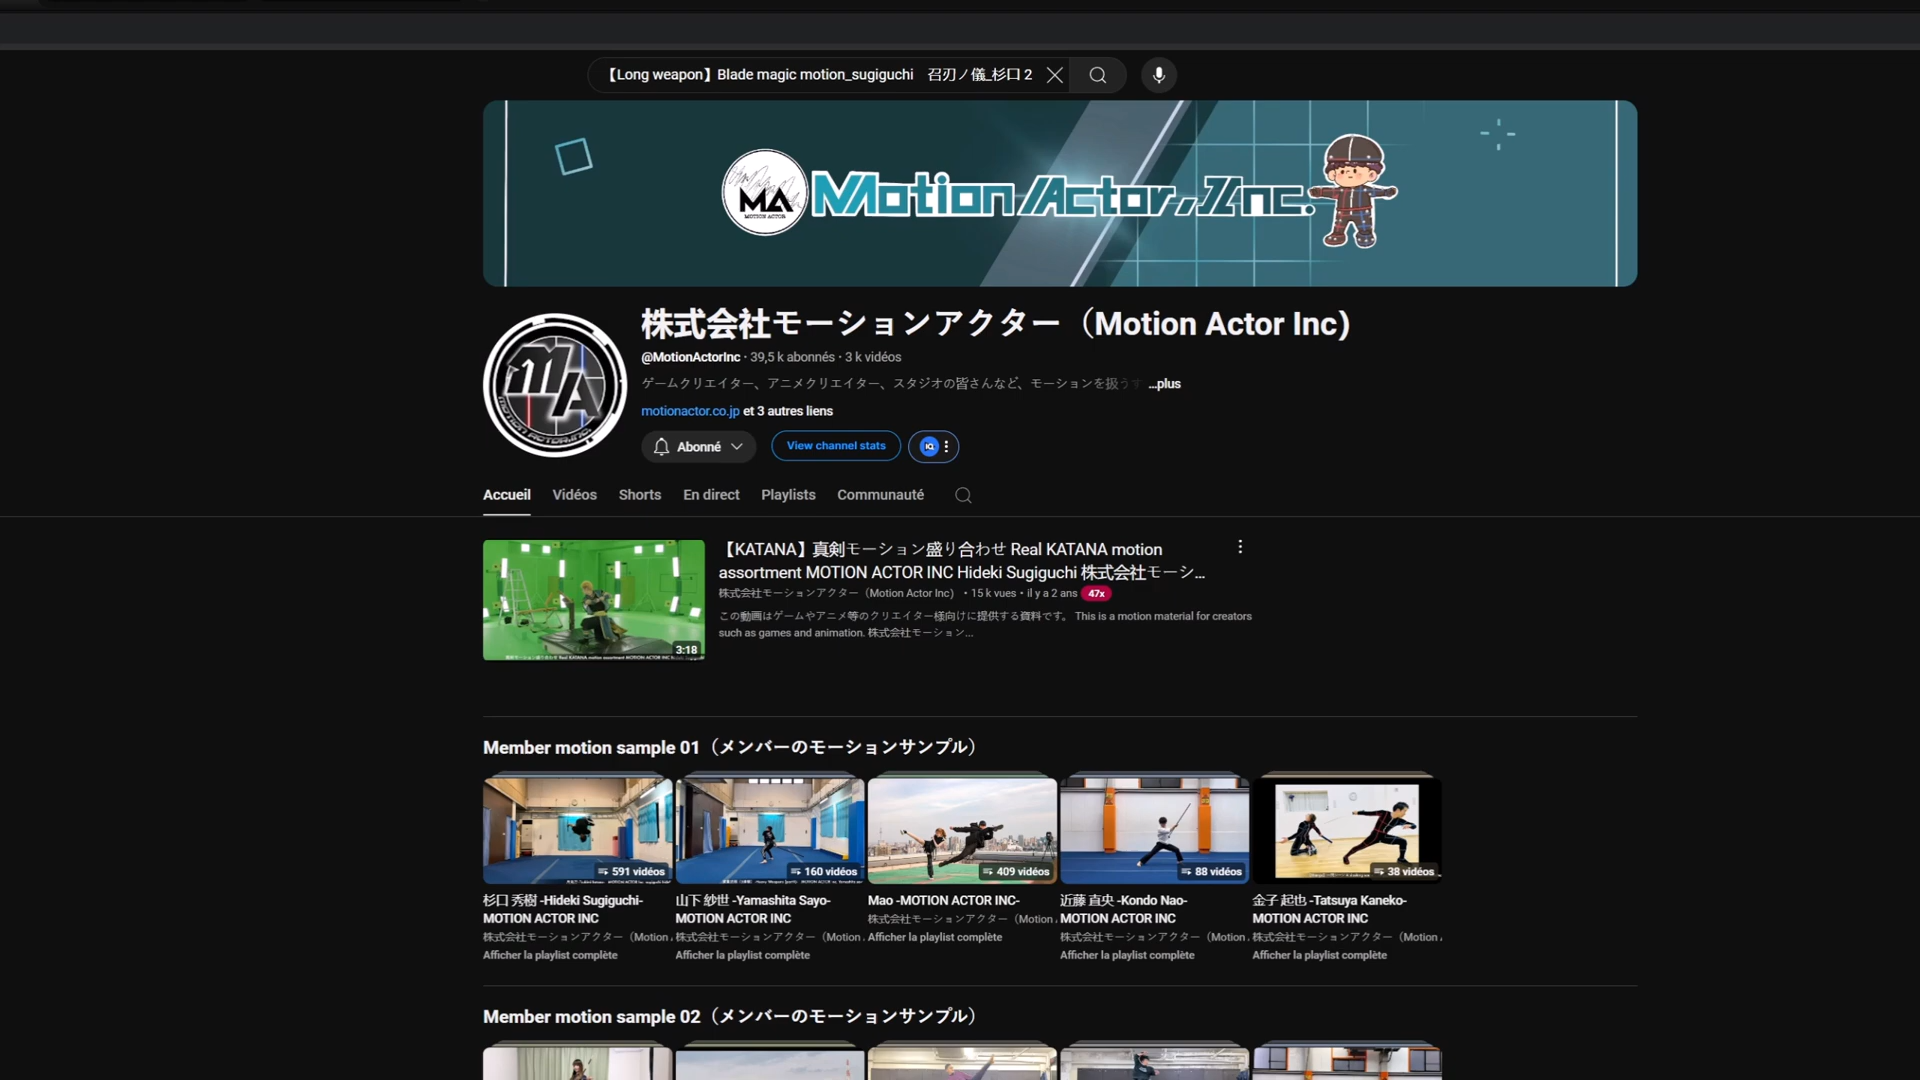 【Long weapon】Blade magic motion_sugiguchi　召刃ノ儀_杉口 2
MA
MOTION ACTOR
Motion Actor, Inc.
株式会社モーションアクター（Motion Actor Inc)
MA
MOTION ACTOR.INC.
@MotionActorInc · 39,5 k abonnés · 3 k vidéos
ゲームクリエイター、アニメクリエイター、スタジオの皆さんなど、モーションを扱うす ...plus
motionactor.co.jp et 3 autres liens
Abonné
View channel stats
Accueil Vidéos Shorts En direct Playlists Communauté
【KATANA】真剣モーション盛り合わせ Real KATANA motion
assortment MOTION ACTOR INC Hideki Sugiguchi 株式会社モーシ...
株式会社モーションアクター（Motion Actor Inc） • 15 k vues • il y a 2 ans 47x
この動画はゲームやアニメ等のクリエイター様向けに提供する資料です。 This is a motion material for creators
such as games and animation. 株式会社モーション...
3:18
Member motion sample 01（メンバーのモーションサンプル）
591 vidéos
160 vidéos
409 vidéos
88 vidéos
38 vidéos
杉口 秀樹 -Hideki Sugiguchi-
MOTION ACTOR INC
株式会社モーションアクター（Motion
Afficher la playlist complète
山下 紗世 -Yamashita Sayo-
MOTION ACTOR INC
株式会社モーションアクター（Motion
Afficher la playlist complète
Mao -MOTION ACTOR INC-
株式会社モーションアクター（Motion
Afficher la playlist complète
近藤 直央 -Kondo Nao-
MOTION ACTOR INC
株式会社モーションアクター（Motion
Afficher la playlist complète
金子 起也 -Tatsuya Kaneko-
MOTION ACTOR INC
株式会社モーションアクター（Motion
Afficher la playlist complète
Member motion sample 02（メンバーのモーションサンプル）